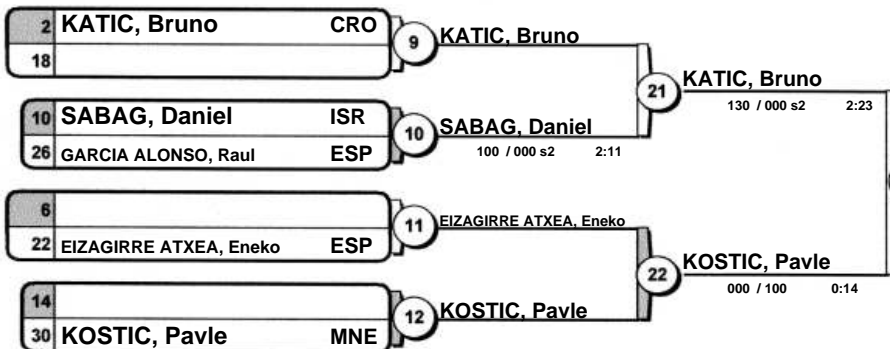 2 KATIC, Bruno CRO
18
9
KATIC, Bruno
10 SABAG, Daniel ISR
26 GARCIA ALONSO, Raul ESP
10
SABAG, Daniel
100 / 000 s2 2:11
21
KATIC, Bruno
130 / 000 s2 2:23
6
22 EIZAGIRRE ATXEA, Eneko ESP
11
EIZAGIRRE ATXEA, Eneko
14
30 KOSTIC, Pavle MNE
12
KOSTIC, Pavle
22
KOSTIC, Pavle
000 / 100 0:14